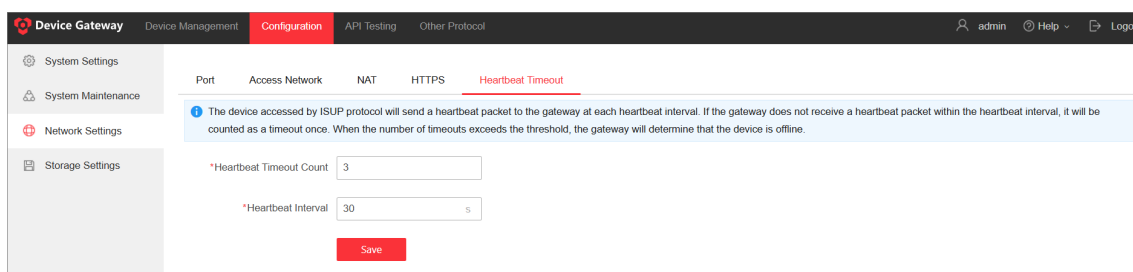 Device Gateway Device Management Configuration API Testing Other Protocol admin Help Logo
System Settings
Port Access Network NAT HTTPS Heartbeat Timeout
System Maintenance
The device accessed by ISUP protocol will send a heartbeat packet to the gateway at each heartbeat interval. If the gateway does not receive a heartbeat packet within the heartbeat interval, it will be
counted as a timeout once. When the number of timeouts exceeds the threshold, the gateway will determine that the device is offline.
Network Settings
Storage Settings
*Heartbeat Timeout Count 3
*Heartbeat Interval 30 s
Save